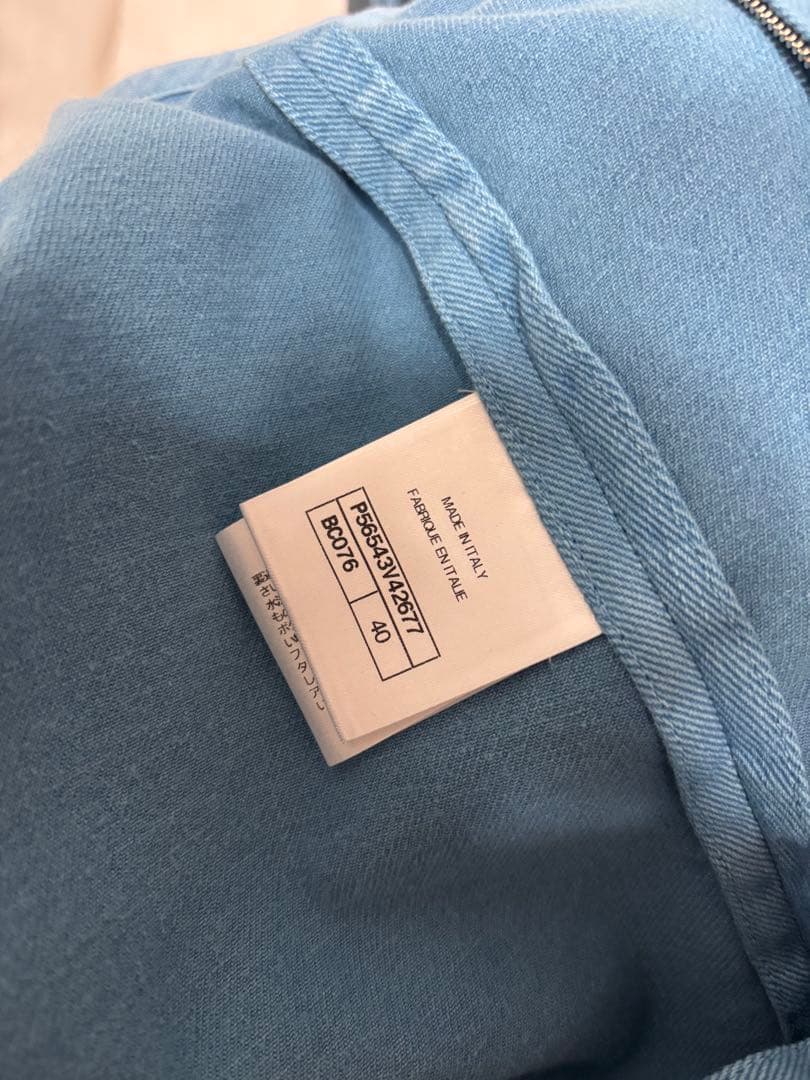 MADE IN ITALY
FABRIQUE EN ITALIE
P56543V42677
BC076 40